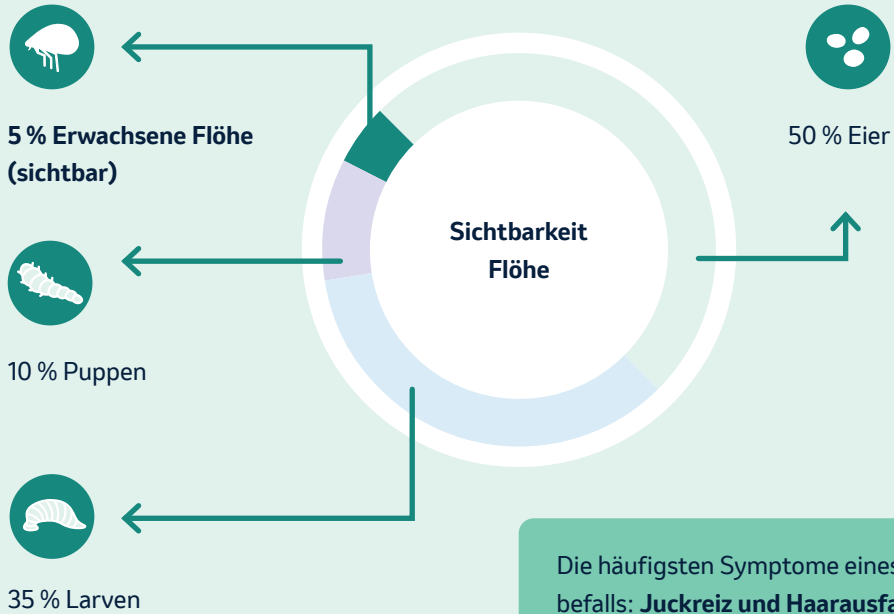 5 % Erwachsene Flöhe
(sichtbar)
50 % Eier
Sichtbarkeit
Flöhe
10 % Puppen
35 % Larven
Die häufigsten Symptome eines
befalls: Juckreiz und